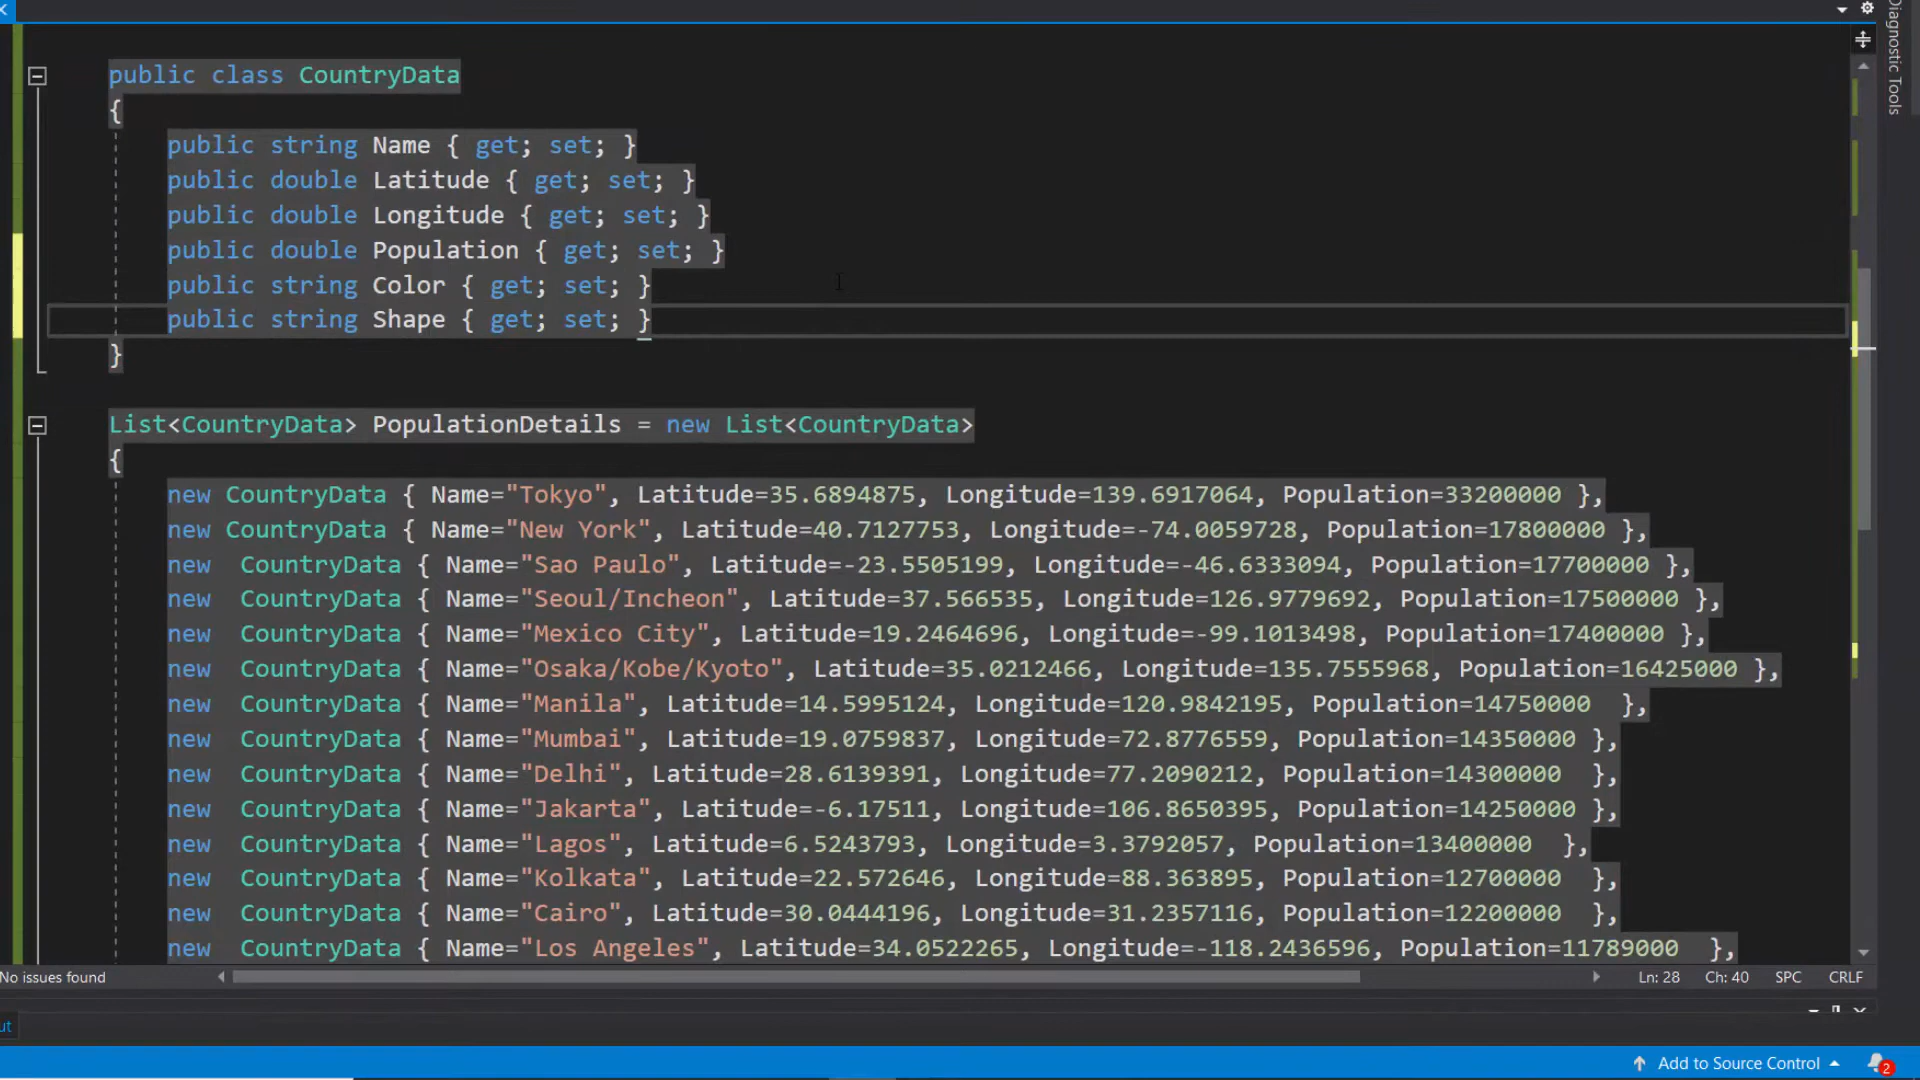 Diagnostic Tools
public class CountryData
{
public string Name { get; set; }
public double Latitude { get; set; }
public double Longitude { get; set; }
public double Population { get; set; }
public string Color { get; set; }
public string Shape { get; set; }
}
List<CountryData> PopulationDetails = new List<CountryData>
{
new CountryData { Name="Tokyo", Latitude=35.6894875, Longitude=139.6917064, Population=33200000 },
new CountryData { Name="New York", Latitude=40.7127753, Longitude=-74.0059728, Population=17800000 },
new  CountryData { Name="Sao Paulo", Latitude=-23.5505199, Longitude=-46.6333094, Population=17700000 },
new  CountryData { Name="Seoul/Incheon", Latitude=37.566535, Longitude=126.9779692, Population=17500000 },
new  CountryData { Name="Mexico City", Latitude=19.2464696, Longitude=-99.1013498, Population=17400000 },
new  CountryData { Name="Osaka/Kobe/Kyoto", Latitude=35.0212466, Longitude=135.7555968, Population=16425000 },
new  CountryData { Name="Manila", Latitude=14.5995124, Longitude=120.9842195, Population=14750000  },
new  CountryData { Name="Mumbai", Latitude=19.0759837, Longitude=72.8776559, Population=14350000 },
new  CountryData { Name="Delhi", Latitude=28.6139391, Longitude=77.2090212, Population=14300000  },
new  CountryData { Name="Jakarta", Latitude=-6.17511, Longitude=106.8650395, Population=14250000 },
new  CountryData { Name="Lagos", Latitude=6.5243793, Longitude=3.3792057, Population=13400000  },
new  CountryData { Name="Kolkata", Latitude=22.572646, Longitude=88.363895, Population=12700000  },
new  CountryData { Name="Cairo", Latitude=30.0444196, Longitude=31.2357116, Population=12200000  },
new  CountryData { Name="Los Angeles", Latitude=34.0522265, Longitude=-118.2436596, Population=11789000  },
No issues found
Ln: 28 Ch: 40 SPC CRLF
ut
Add to Source Control
2